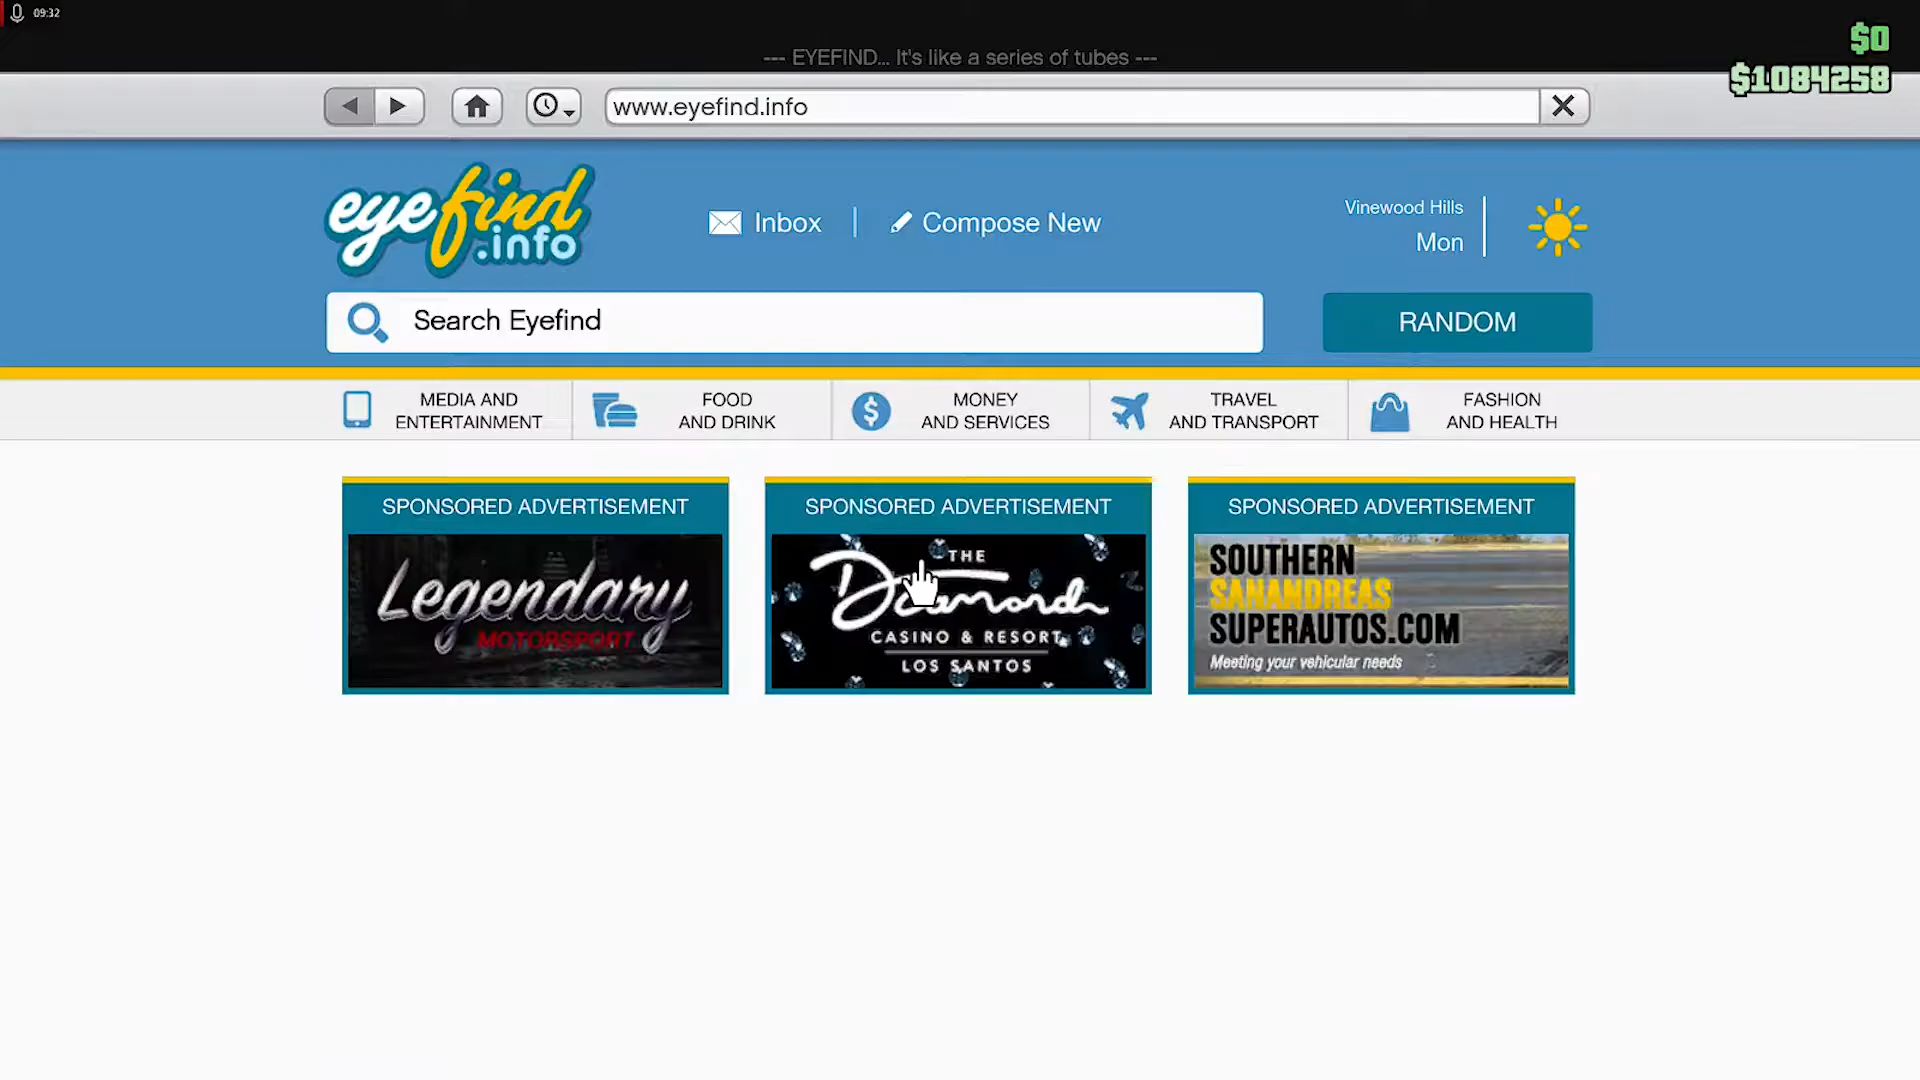 09:32
$0
--- EYEFIND... It's like a series of tubes ---
$1084258
www.eyefind.info
eyefind
.info
Inbox
Compose New
Vinewood Hills
Mon
Search Eyefind
RANDOM
MEDIA AND
ENTERTAINMENT
FOOD
AND DRINK
MONEY
AND SERVICES
TRAVEL
AND TRANSPORT
FASHION
AND HEALTH
SPONSORED ADVERTISEMENT
Legendary
MOTORSPORT
SPONSORED ADVERTISEMENT
THE
Diamond
CASINO & RESORT
LOS SANTOS
SPONSORED ADVERTISEMENT
SOUTHERN
SANANDREAS
SUPERAUTOS.COM
Meeting your vehicular needs